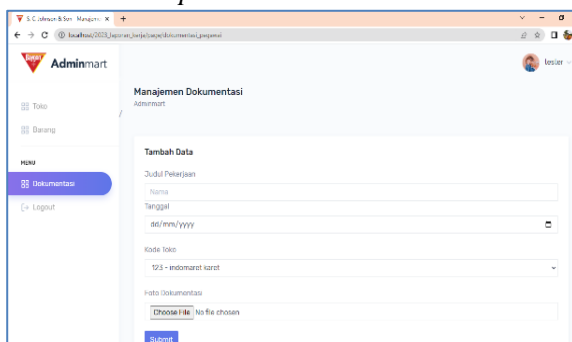 S. C. Johnson & Son - Manajem
localhost/2023_laporan_kerja/page/dokumentasi_pegawai
Adminmart
tester
Manajemen Dokumentasi
Adminmart
Toko
/
Barang
Tambah Data
Judul Pekerjaan
MENU
Nama
Dokumentasi
Tanggal
Logout
dd/mm/yyyy
Kode Toko
123 - indomaret karet
Foto Dokumentasi
Choose File No file chosen
Submit